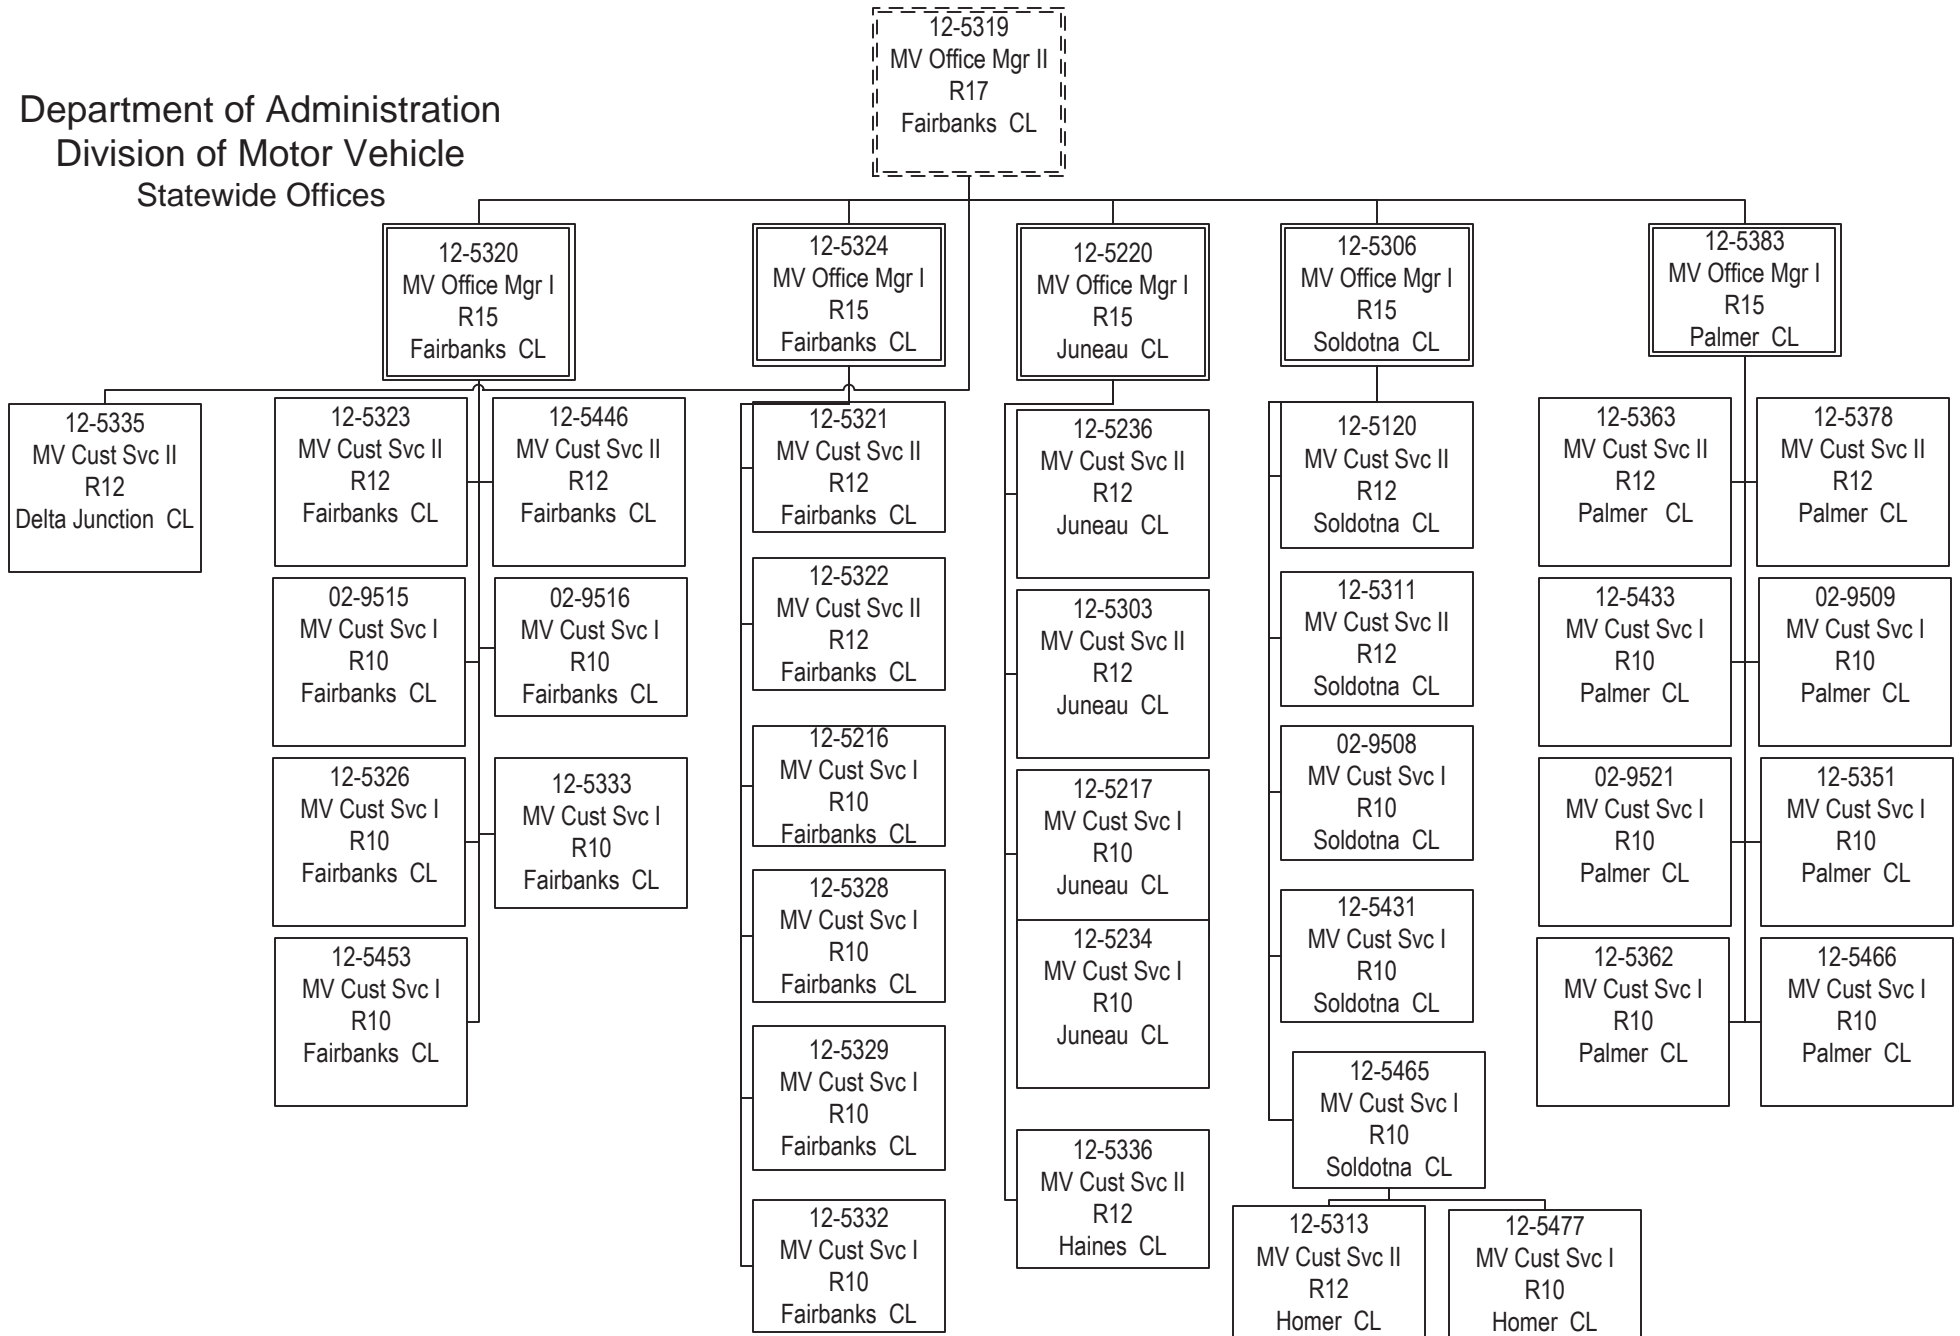 Department of Administration
Division of Motor Vehicle
Statewide Offices
12-5319
MV Office Mgr II
R17
Fairbanks CL
12-5320
MV Office Mgr I
R15
Fairbanks CL
12-5324
MV Office Mgr I
R15
Fairbanks CL
12-5220
MV Office Mgr I
R15
Juneau CL
12-5306
MV Office Mgr I
R15
Soldotna CL
12-5383
MV Office Mgr I
R15
Palmer CL
12-5335
MV Cust Svc II
R12
Delta Junction CL
12-5323
MV Cust Svc II
R12
Fairbanks CL
12-5446
MV Cust Svc II
R12
Fairbanks CL
02-9515
MV Cust Svc I
R10
Fairbanks CL
02-9516
MV Cust Svc I
R10
Fairbanks CL
12-5326
MV Cust Svc I
R10
Fairbanks CL
12-5333
MV Cust Svc I
R10
Fairbanks CL
12-5453
MV Cust Svc I
R10
Fairbanks CL
12-5321
MV Cust Svc II
R12
Fairbanks CL
12-5322
MV Cust Svc II
R12
Fairbanks CL
12-5216
MV Cust Svc I
R10
Fairbanks CL
12-5328
MV Cust Svc I
R10
Fairbanks CL
12-5329
MV Cust Svc I
R10
Fairbanks CL
12-5332
MV Cust Svc I
R10
Fairbanks CL
12-5236
MV Cust Svc II
R12
Juneau CL
12-5303
MV Cust Svc II
R12
Juneau CL
12-5217
MV Cust Svc I
R10
Juneau CL
12-5234
MV Cust Svc I
R10
Juneau CL
12-5336
MV Cust Svc II
R12
Haines CL
12-5120
MV Cust Svc II
R12
Soldotna CL
12-5311
MV Cust Svc II
R12
Soldotna CL
02-9508
MV Cust Svc I
R10
Soldotna CL
12-5431
MV Cust Svc I
R10
Soldotna CL
12-5465
MV Cust Svc I
R10
Soldotna CL
12-5313
MV Cust Svc II
R12
Homer CL
12-5477
MV Cust Svc I
R10
Homer CL
12-5363
MV Cust Svc II
R12
Palmer CL
12-5378
MV Cust Svc II
R12
Palmer CL
12-5433
MV Cust Svc I
R10
Palmer CL
02-9509
MV Cust Svc I
R10
Palmer CL
02-9521
MV Cust Svc I
R10
Palmer CL
12-5351
MV Cust Svc I
R10
Palmer CL
12-5362
MV Cust Svc I
R10
Palmer CL
12-5466
MV Cust Svc I
R10
Palmer CL